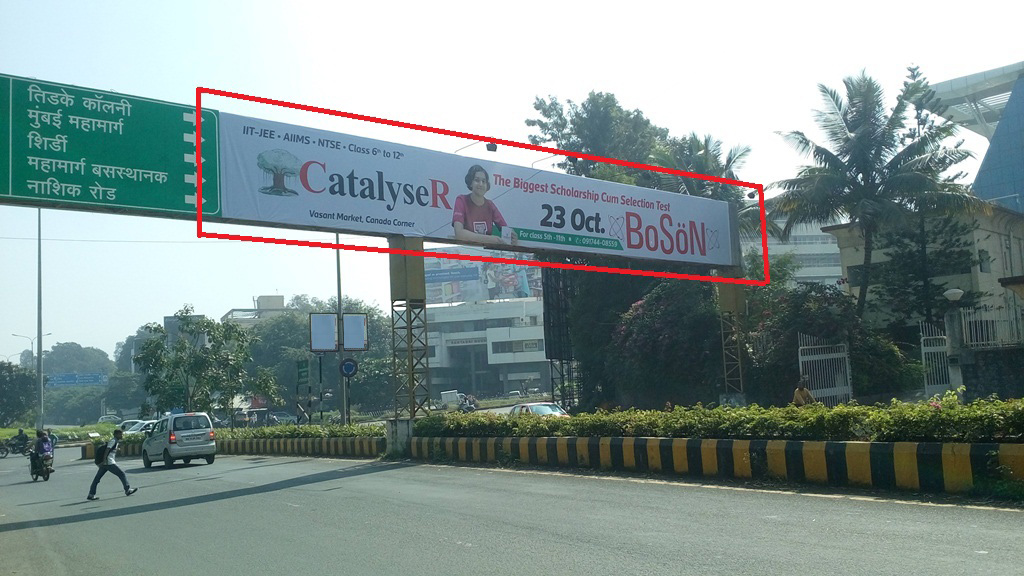 तिडके कॉलनी
मुंबई महामार्ग
शिर्डी
महामार्ग बसस्थानक
नाशिक रोड
IIT-JEE • AIIMS • NTSE • Class 6th to 12th
CatalyseR
Vasant Market, Canada Corner
The Biggest Scholarship Cum Selection Test
23 Oct.
BoSöN
For class 5th -11th • : 091744-08559